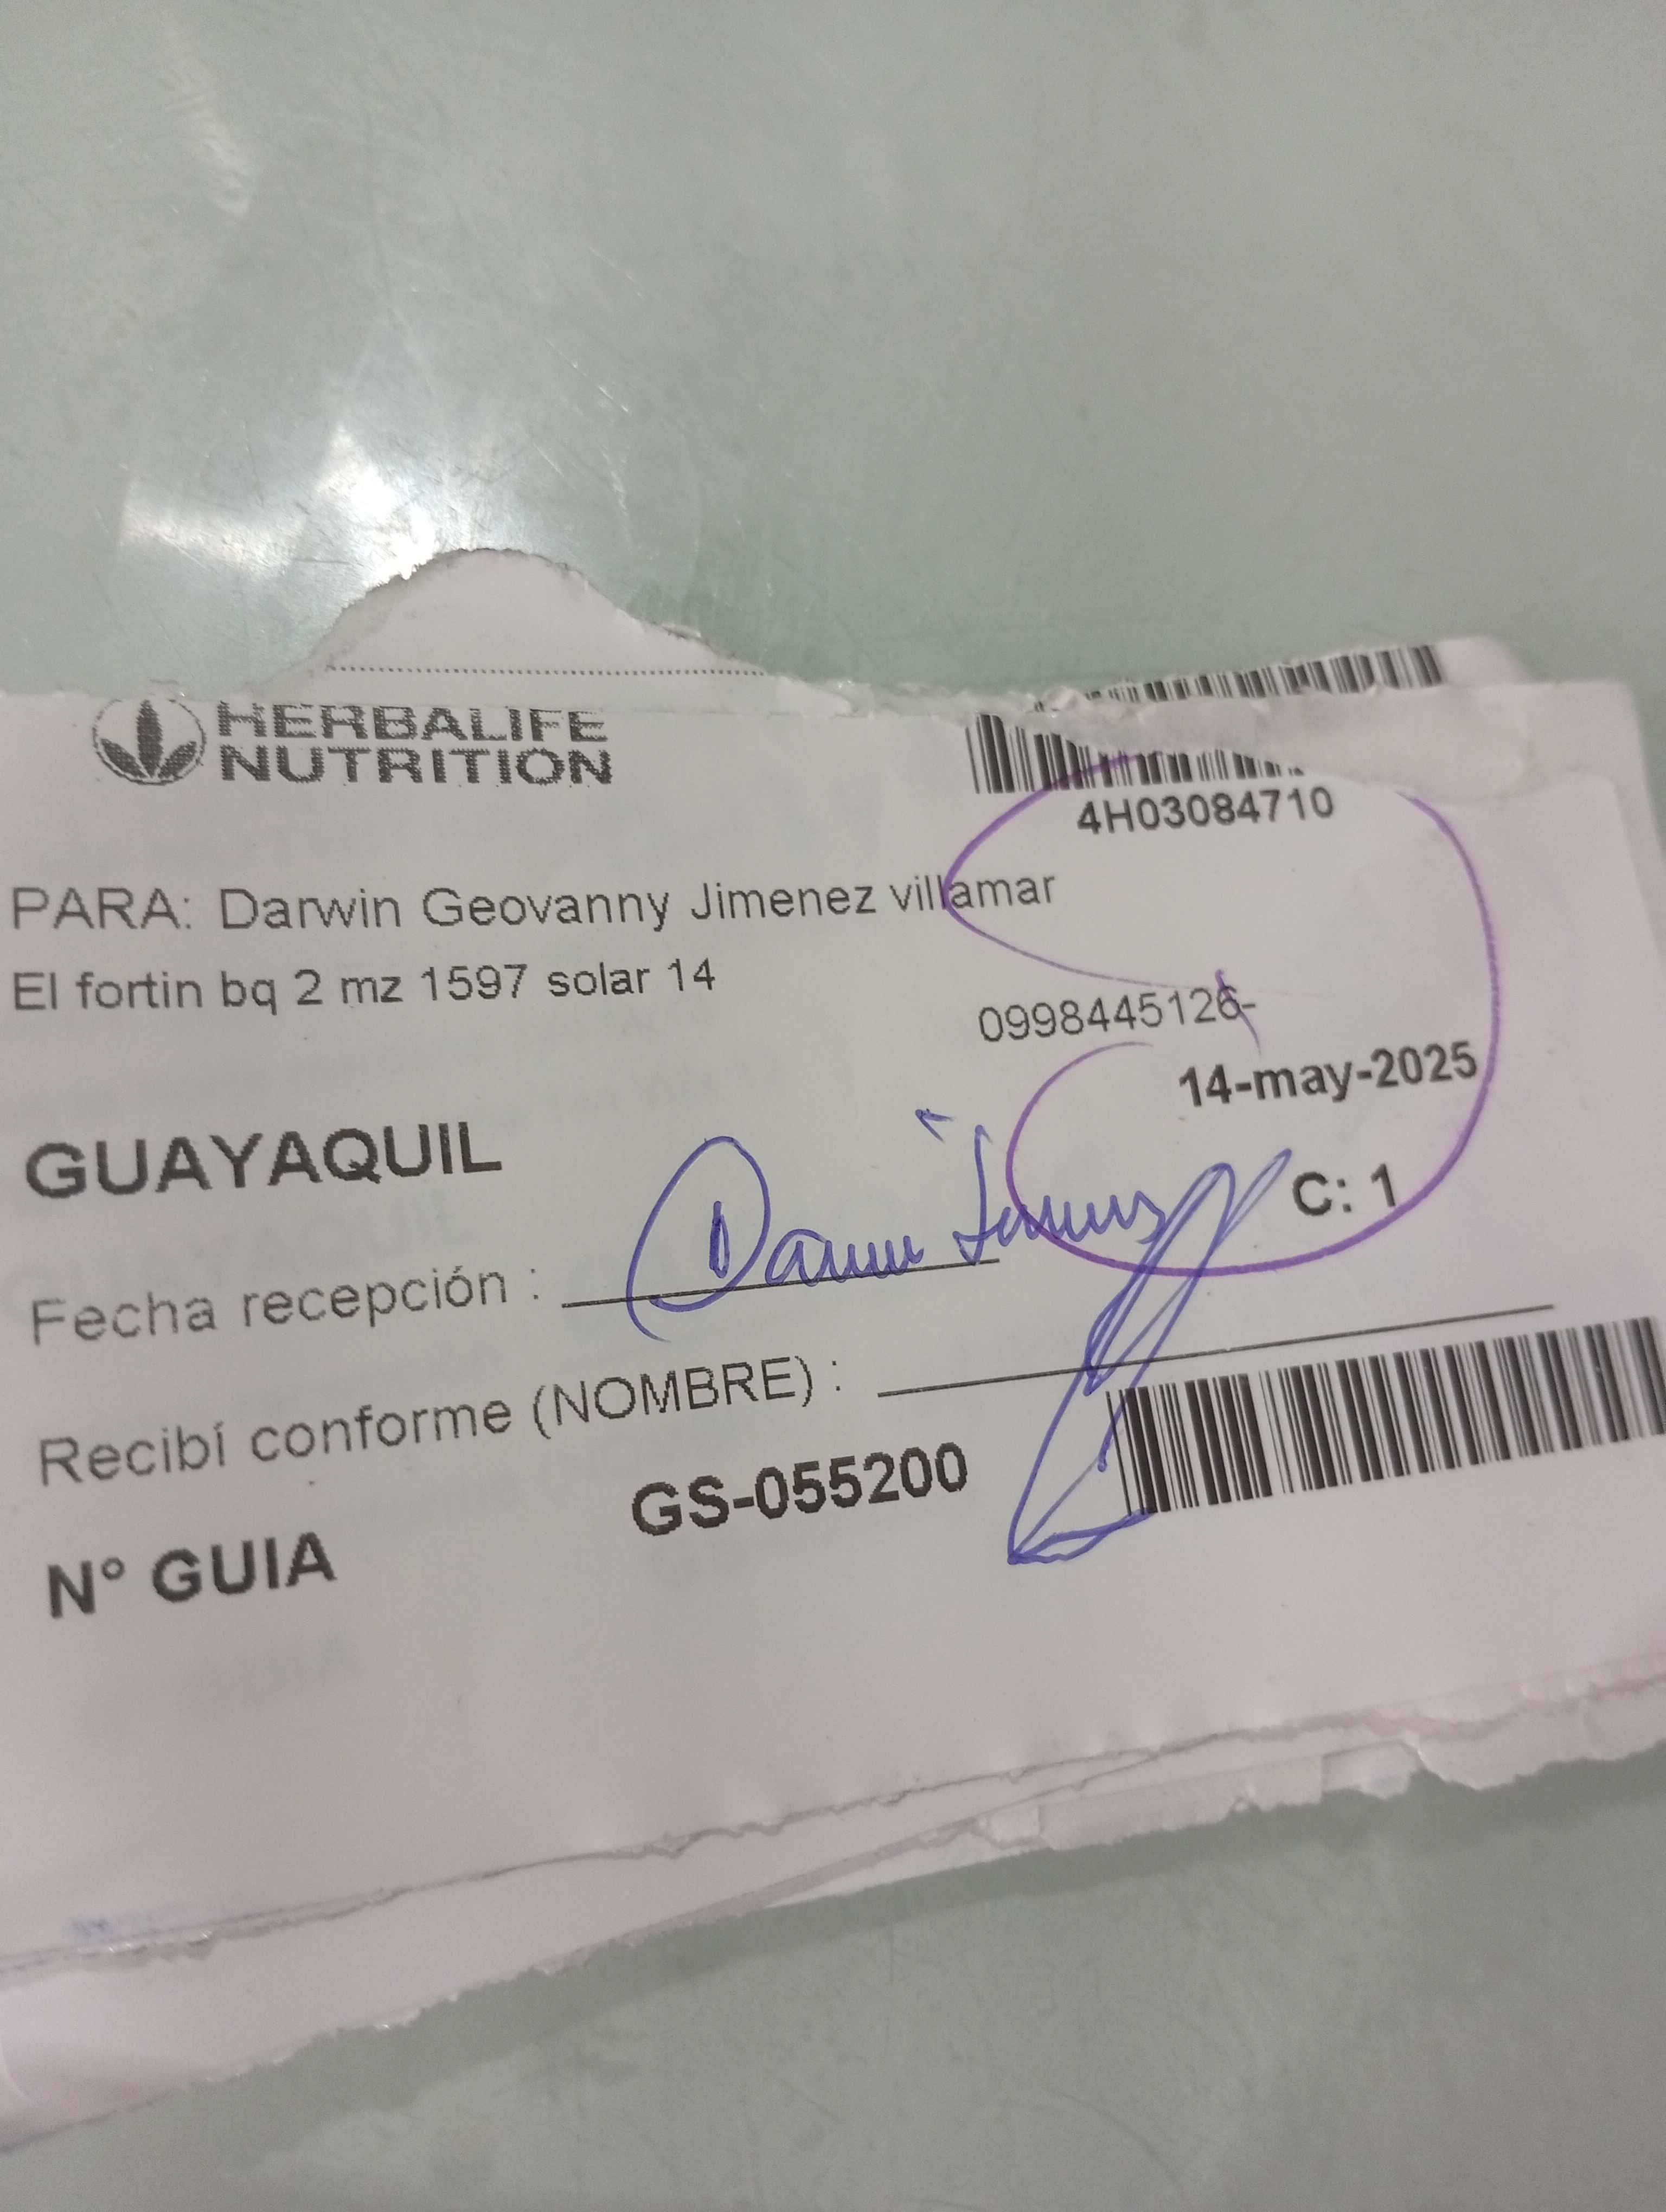 HERBALIFE
NUTRITION
4H03084710
PARA: Darwin Geovanny Jimenez villamar
El fortin bq 2 mz 1597 solar 14
0998445126-
14-may-2025
GUAYAQUIL
C: 1
Fecha recepción :
Recibí conforme (NOMBRE) :
N° GUIA GS-055200